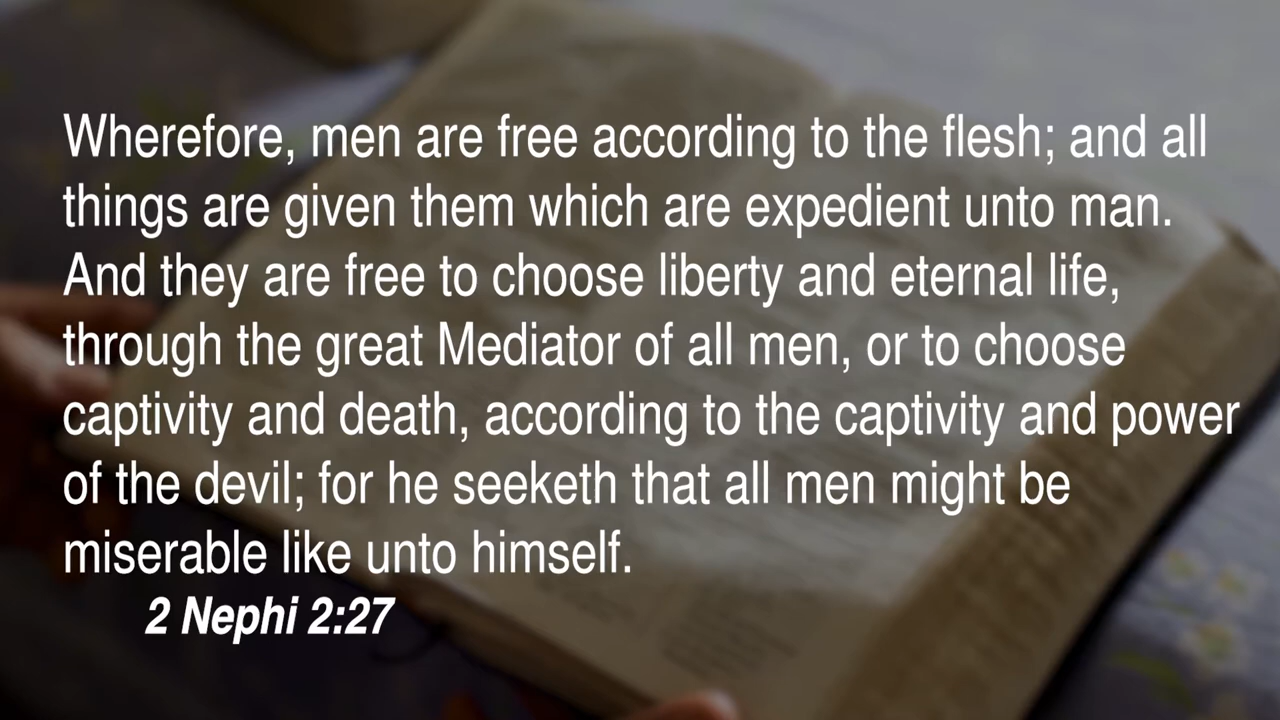 Wherefore, men are free according to the flesh; and all
things are given them which are expedient unto man.
And they are free to choose liberty and eternal life,
through the great Mediator of all men, or to choose
captivity and death, according to the captivity and power
of the devil; for he seeketh that all men might be
miserable like unto himself.
2 Nephi 2:27